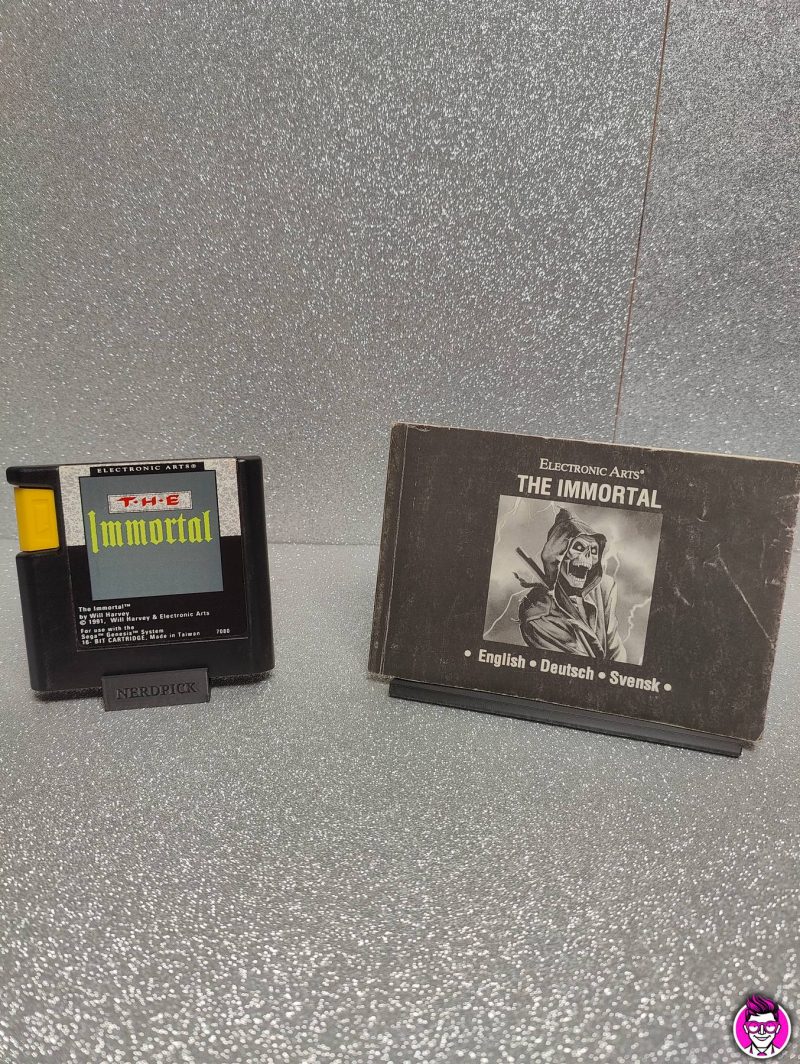 ELECTRONIC ARTS®
T·H·E
Immortal
The Immortal™
by Will Harvey
© 1991, Will Harvey & Electronic Arts
For use with the
Sega™ Genesis™ System
16-BIT CARTRIDGE. Made in Taiwan 7080
NERDPICK
ELECTRONIC ARTS®
THE IMMORTAL
• English • Deutsch • Svensk •